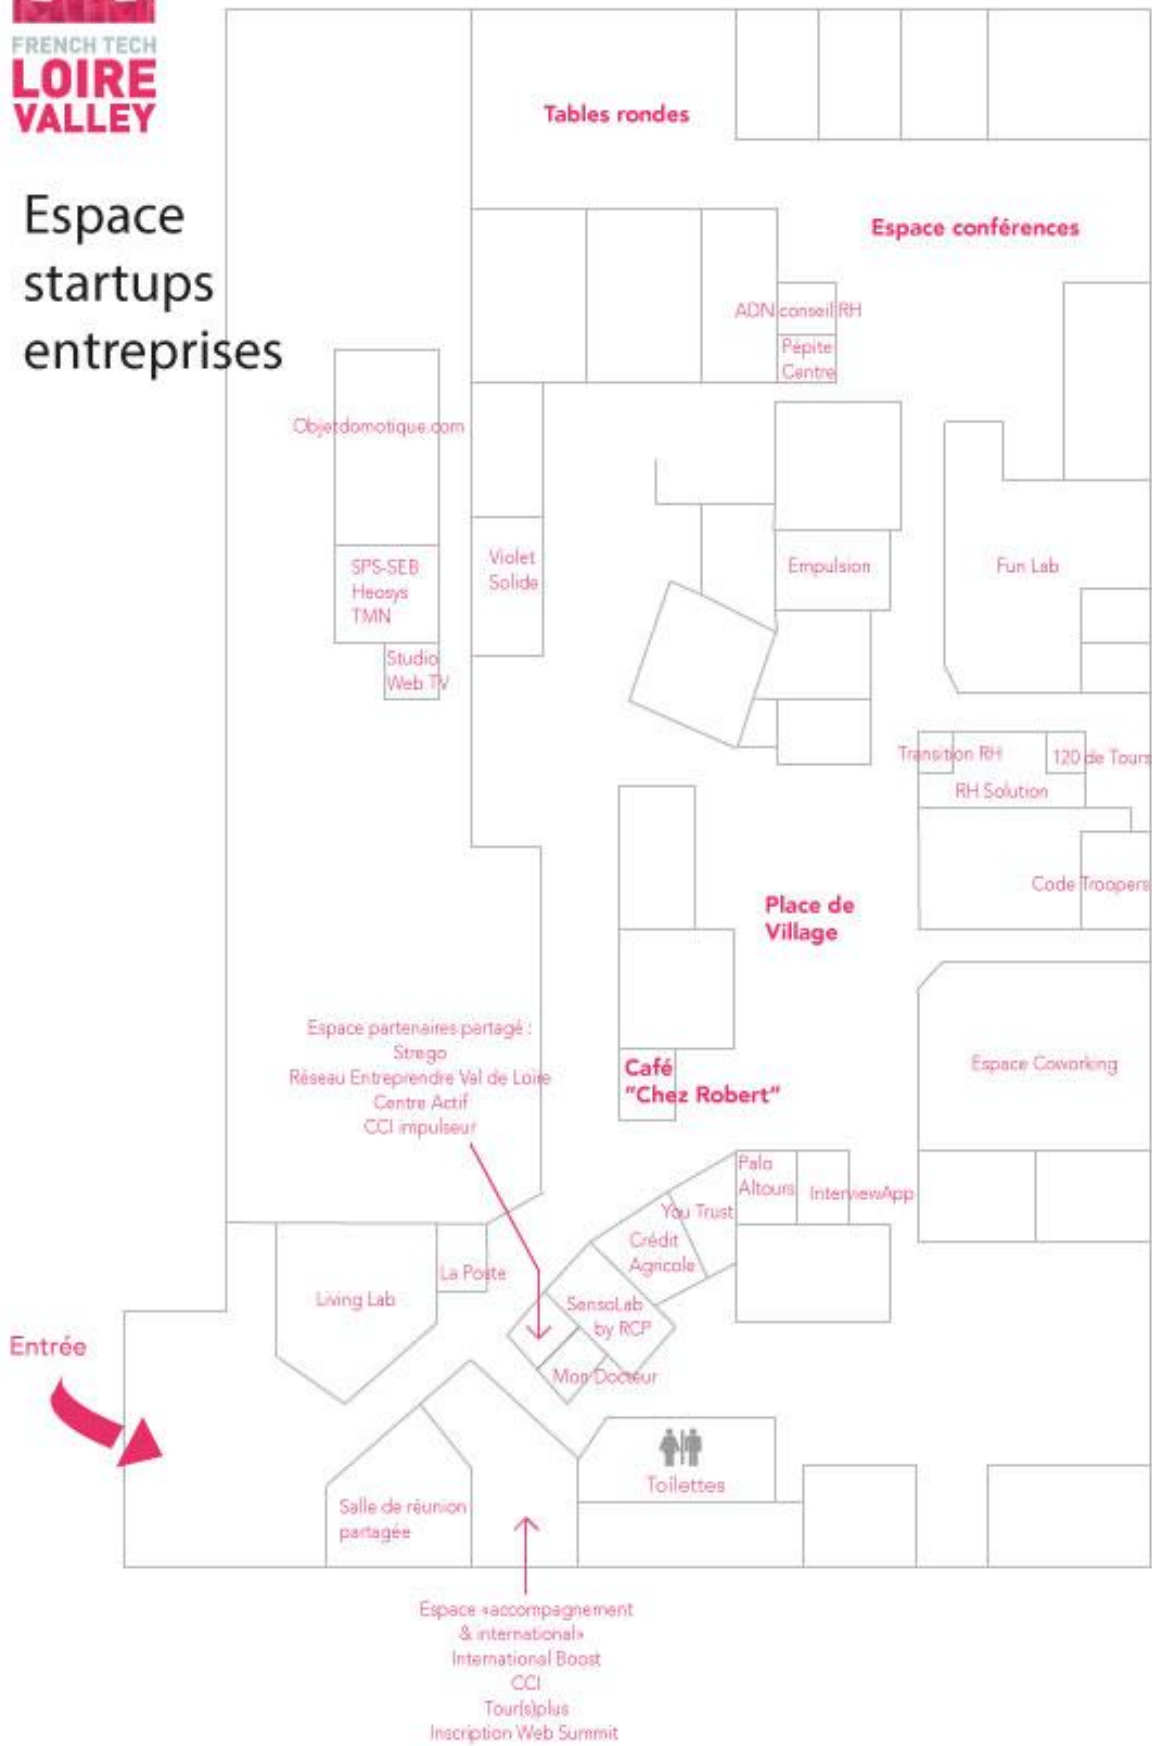 FRENCH TECH
LOIRE
VALLEY
Espace
startups
entreprises
Tables rondes
Espace conférences
ADN conseil RH
Pépite
Centre
Objetdomotique.com
SPS-SEB
Heosys
TMN
Studio
Web TV
Violet
Solide
Empulsion
Fun Lab
Transition RH
120 de Tours
RH Solution
Code Troopers
Place de
Village
Espace partenaires partagé :
Strego
Réseau Entreprendre Val de Loire
Centre Actif
CCI impulseur
Café
"Chez Robert"
Espace Coworking
Palo
Altours
InterviewApp
You Trust
Crédit
Agricole
SensoLab
by RCP
Mon Docteur
La Poste
Living Lab
Entrée
Toilettes
Salle de réunion
partagée
Espace «accompagnement
& international»
International Boost
CCI
Tour(s)plus
Inscription Web Summit